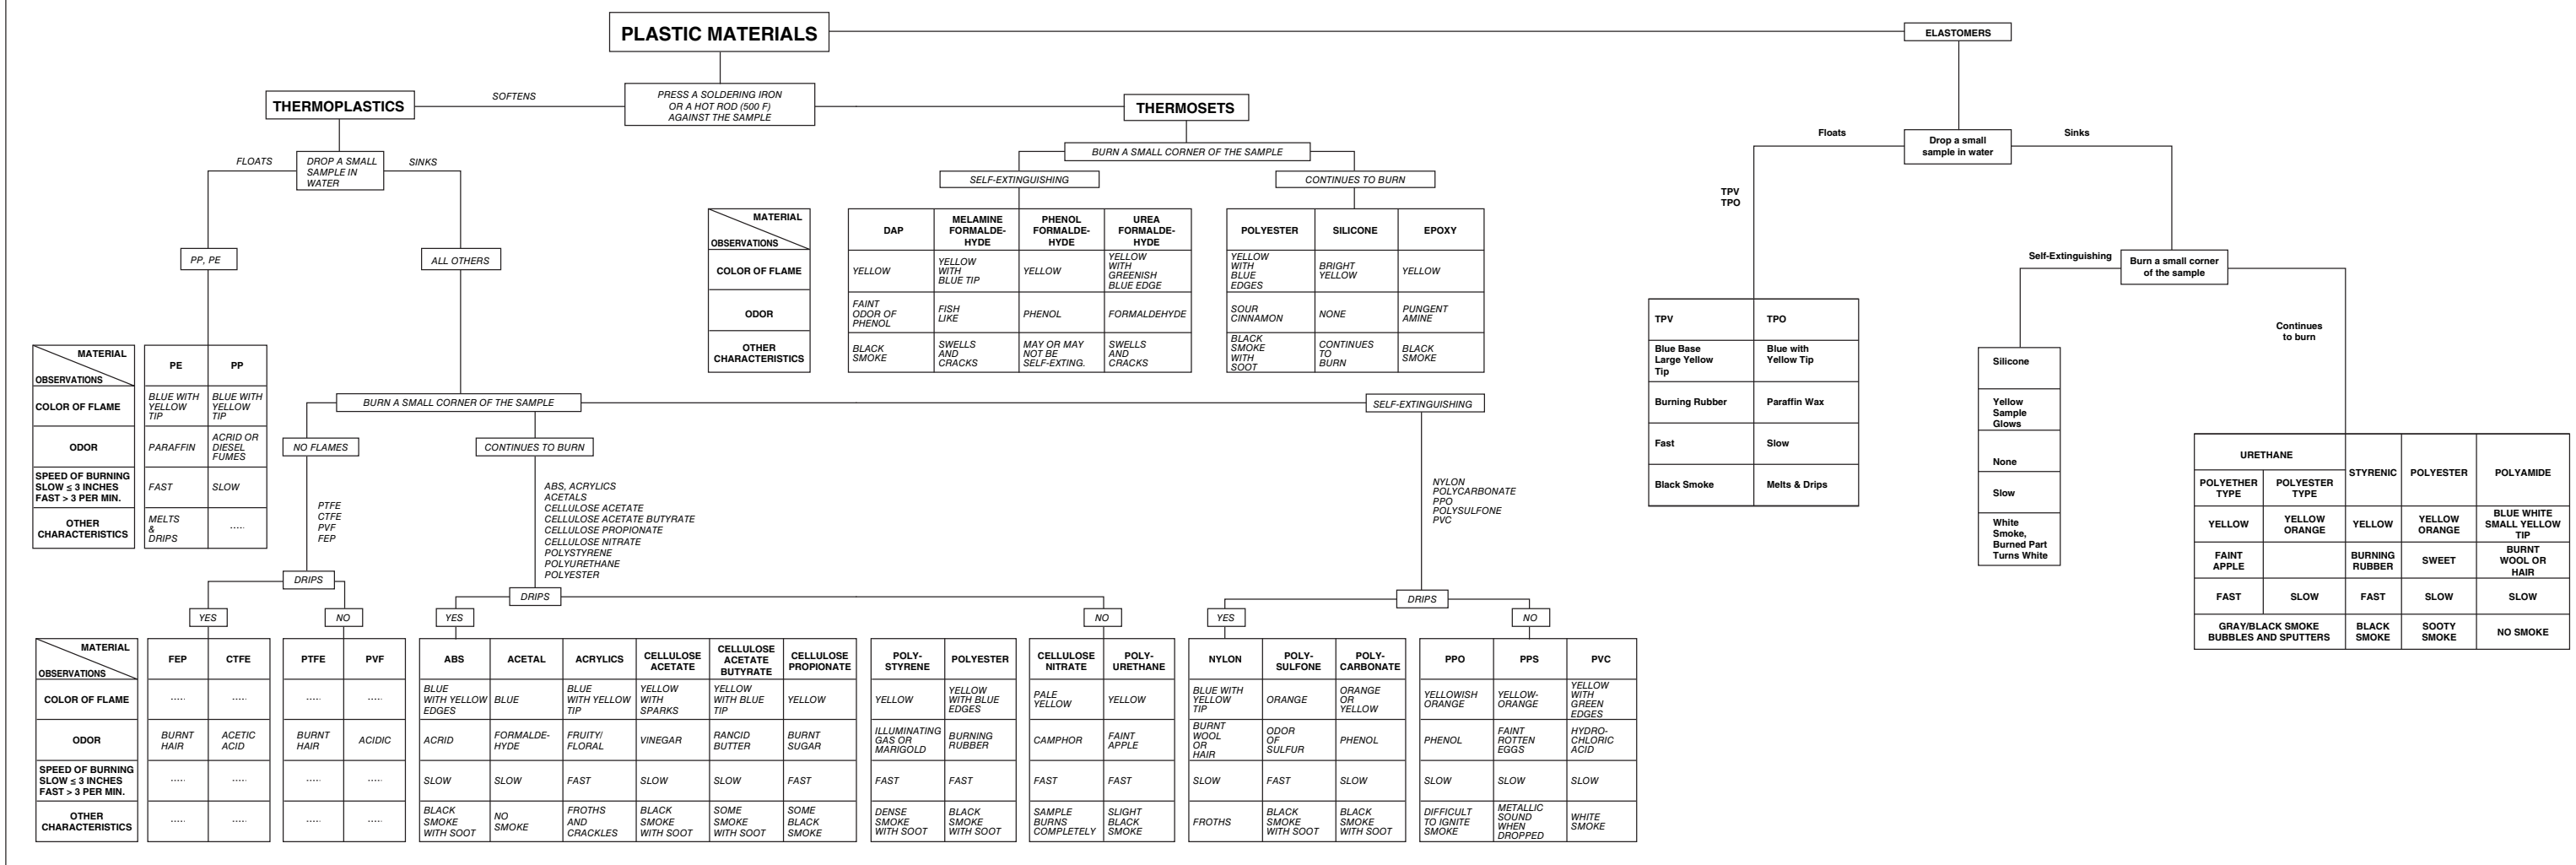 PLASTIC MATERIALS
ELASTOMERS
THERMOPLASTICS
SOFTENS
PRESS A SOLDERING IRON
OR A HOT ROD (500 F)
AGAINST THE SAMPLE
THERMOSETS
FLOATS
DROP A SMALL
SAMPLE IN
WATER
SINKS
PP, PE
ALL OTHERS
MATERIAL
OBSERVATIONS
PE
PP
COLOR OF FLAME
BLUE WITH
YELLOW
TIP
BLUE WITH
YELLOW
TIP
ODOR
PARAFFIN
ACRID OR
DIESEL
FUMES
SPEED OF BURNING
SLOW ≤ 3 INCHES
FAST > 3 PER MIN.
FAST
SLOW
OTHER
CHARACTERISTICS
MELTS
&
DRIPS
.....
BURN A SMALL CORNER OF THE SAMPLE
SELF-EXTINGUISHING
CONTINUES TO BURN
MATERIAL
OBSERVATIONS
DAP
MELAMINE
FORMALDE-
HYDE
PHENOL
FORMALDE-
HYDE
UREA
FORMALDE-
HYDE
POLYESTER
SILICONE
EPOXY
COLOR OF FLAME
YELLOW
YELLOW
WITH
BLUE TIP
YELLOW
YELLOW
WITH
GREENISH
BLUE EDGE
YELLOW
WITH
BLUE
EDGES
BRIGHT
YELLOW
YELLOW
ODOR
FAINT
ODOR OF
PHENOL
FISH
LIKE
PHENOL
FORMALDEHYDE
SOUR
CINNAMON
NONE
PUNGENT
AMINE
OTHER
CHARACTERISTICS
BLACK
SMOKE
SWELLS
AND
CRACKS
MAY OR MAY
NOT BE
SELF-EXTING.
SWELLS
AND
CRACKS
BLACK
SMOKE
WITH
SOOT
CONTINUES
TO
BURN
BLACK
SMOKE
BURN A SMALL CORNER OF THE SAMPLE
SELF-EXTINGUISHING
NO FLAMES
CONTINUES TO BURN
PTFE
CTFE
PVF
FEP
ABS, ACRYLICS
ACETALS
CELLULOSE ACETATE
CELLULOSE ACETATE BUTYRATE
CELLULOSE PROPIONATE
CELLULOSE NITRATE
POLYSTYRENE
POLYURETHANE
POLYESTER
NYLON
POLYCARBONATE
PPO
POLYSULFONE
PVC
DRIPS
YES
NO
DRIPS
YES
NO
DRIPS
YES
NO
MATERIAL
OBSERVATIONS
FEP
CTFE
PTFE
PVF
ABS
ACETAL
ACRYLICS
CELLULOSE
ACETATE
CELLULOSE
ACETATE
BUTYRATE
CELLULOSE
PROPIONATE
POLY-
STYRENE
POLYESTER
CELLULOSE
NITRATE
POLY-
URETHANE
NYLON
POLY-
SULFONE
POLY-
CARBONATE
PPO
PPS
PVC
COLOR OF FLAME
.....
.....
.....
.....
BLUE
WITH YELLOW
EDGES
BLUE
BLUE
WITH YELLOW
TIP
YELLOW
WITH
SPARKS
YELLOW
WITH BLUE
TIP
YELLOW
YELLOW
YELLOW
WITH BLUE
EDGES
PALE
YELLOW
YELLOW
BLUE WITH
YELLOW
TIP
ORANGE
ORANGE
OR
YELLOW
YELLOWISH
ORANGE
YELLOW-
ORANGE
YELLOW
WITH
GREEN
EDGES
ODOR
BURNT
HAIR
ACETIC
ACID
BURNT
HAIR
ACIDIC
ACRID
FORMALDE-
HYDE
FRUITY/
FLORAL
VINEGAR
RANCID
BUTTER
BURNT
SUGAR
ILLUMINATING
GAS OR
MARIGOLD
BURNING
RUBBER
CAMPHOR
FAINT
APPLE
BURNT
WOOL
OR
HAIR
ODOR
OF
SULFUR
PHENOL
PHENOL
FAINT
ROTTEN
EGGS
HYDRO-
CHLORIC
ACID
SPEED OF BURNING
SLOW ≤ 3 INCHES
FAST > 3 PER MIN.
.....
.....
.....
.....
SLOW
SLOW
FAST
SLOW
SLOW
FAST
FAST
FAST
FAST
FAST
SLOW
FAST
SLOW
SLOW
SLOW
SLOW
OTHER
CHARACTERISTICS
.....
.....
.....
.....
BLACK
SMOKE
WITH SOOT
NO
SMOKE
FROTHS
AND
CRACKLES
BLACK
SMOKE
WITH SOOT
SOME
SMOKE
WITH SOOT
SOME
BLACK
SMOKE
DENSE
SMOKE
WITH SOOT
BLACK
SMOKE
WITH SOOT
SAMPLE
BURNS
COMPLETELY
SLIGHT
BLACK
SMOKE
FROTHS
BLACK
SMOKE
WITH SOOT
BLACK
SMOKE
WITH SOOT
DIFFICULT
TO IGNITE
SMOKE
METALLIC
SOUND
WHEN
DROPPED
WHITE
SMOKE
Floats
Drop a small
sample in water
Sinks
TPV
TPO
TPV
TPO
Blue Base
Large Yellow
Tip
Blue with
Yellow Tip
Burning Rubber
Paraffin Wax
Fast
Slow
Black Smoke
Melts & Drips
Self-Extinguishing
Burn a small corner
of the sample
Continues
to burn
Silicone
Yellow
Sample
Glows
None
Slow
White
Smoke,
Burned Part
Turns White
URETHANE
POLYETHER
TYPE
POLYESTER
TYPE
STYRENIC
POLYESTER
POLYAMIDE
YELLOW
YELLOW
ORANGE
YELLOW
YELLOW
ORANGE
BLUE WHITE
SMALL YELLOW
TIP
FAINT
APPLE
BURNING
RUBBER
SWEET
BURNT
WOOL OR
HAIR
FAST
SLOW
FAST
SLOW
SLOW
GRAY/BLACK SMOKE
BUBBLES AND SPUTTERS
BLACK
SMOKE
SOOTY
SMOKE
NO SMOKE